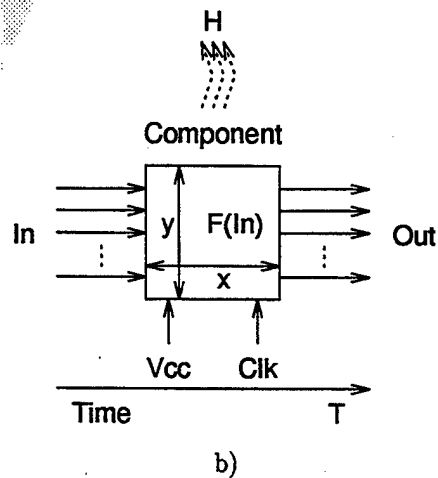 H
Component
In
y
F(In)
Out
x
Vcc Clk
Time T
b)